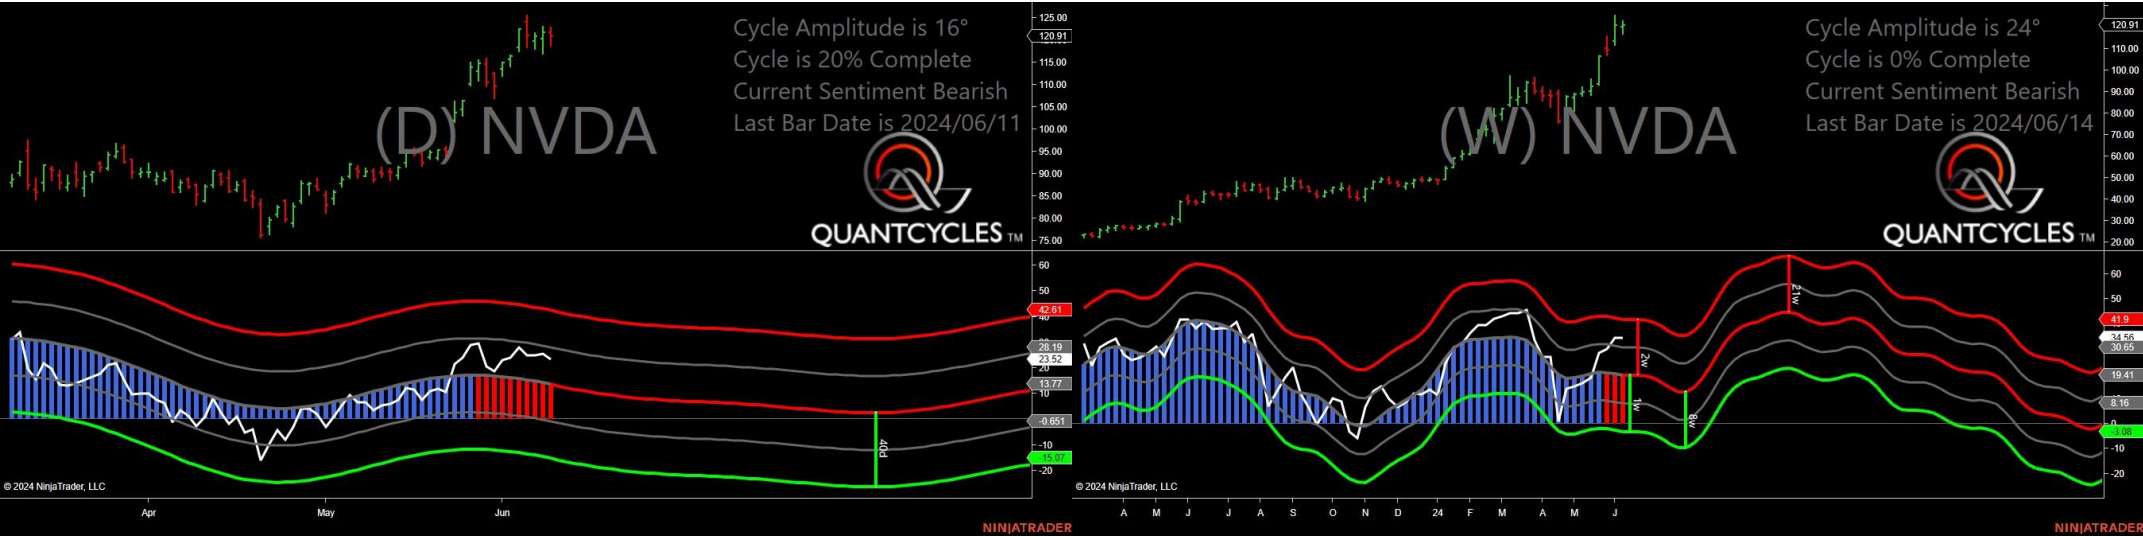 Cycle Amplitude is 16°
Cycle is 20% Complete
Current Sentiment Bearish
Last Bar Date is 2024/06/11
(D) NVDA
QUANTCYCLES TM
125.00
120.91
115.00
110.00
105.00
100.00
95.00
90.00
85.00
80.00
75.00
60
50
42.61
40
28.19
23.52
20
13.77
10
-0.651
-10
-15.07
-20
40d
© 2024 NinjaTrader, LLC
Apr May Jun
NINJATRADER
Cycle Amplitude is 24°
Cycle is 0% Complete
Current Sentiment Bearish
Last Bar Date is 2024/06/14
(W) NVDA
QUANTCYCLES TM
120.91
110.00
100.00
90.00
80.00
70.00
60.00
50.00
40.00
30.00
20.00
60
50
41.9
30.65
19.41
8.16
-3.08
-10
-20
2w
1w
8w
21w
© 2024 NinjaTrader, LLC
A M J J A S O N D 24 F M A M J
NINJATRADER